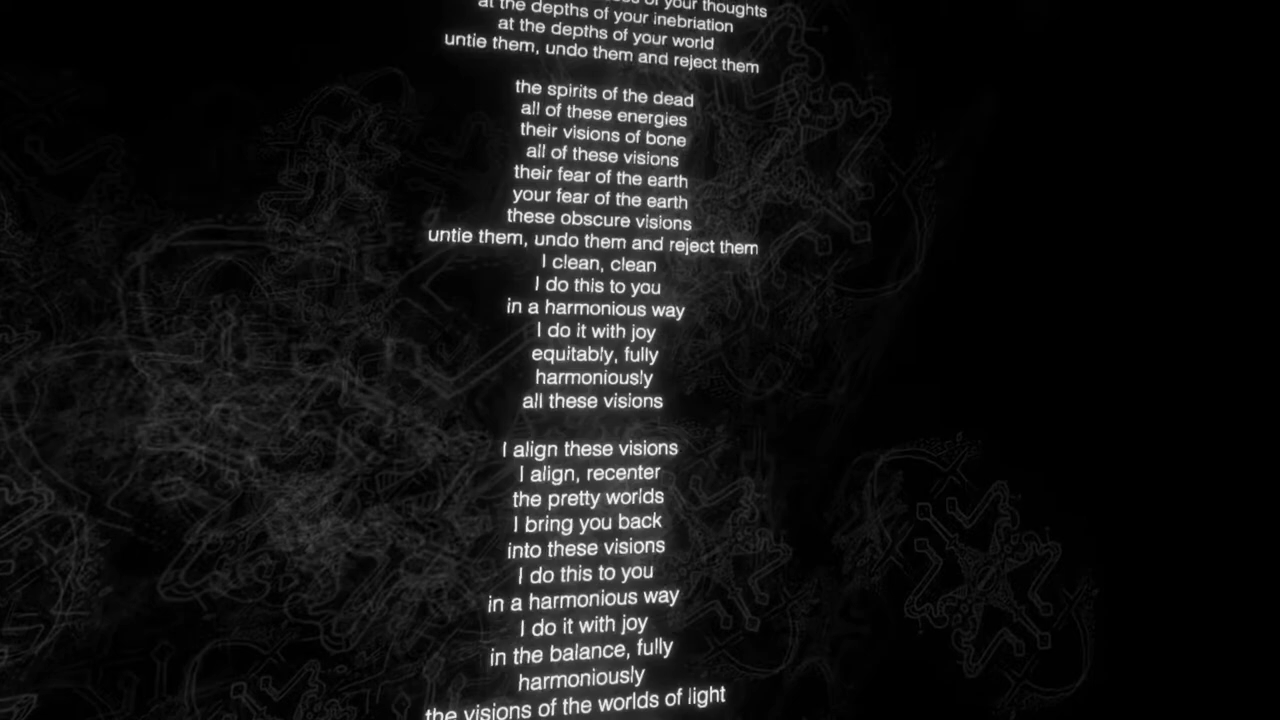 of your thoughts
at the depths of your inebriation
at the depths of your world
untie them, undo them and reject them
the spirits of the dead
all of these energies
their visions of bone
all of these visions
their fear of the earth
your fear of the earth
these obscure visions
untie them, undo them and reject them
I clean, clean
I do this to you
in a harmonious way
I do it with joy
equitably, fully
harmoniously
all these visions
I align these visions
I align, recenter
the pretty worlds
I bring you back
into these visions
I do this to you
in a harmonious way
I do it with joy
in the balance, fully
harmoniously
the visions of the worlds of light